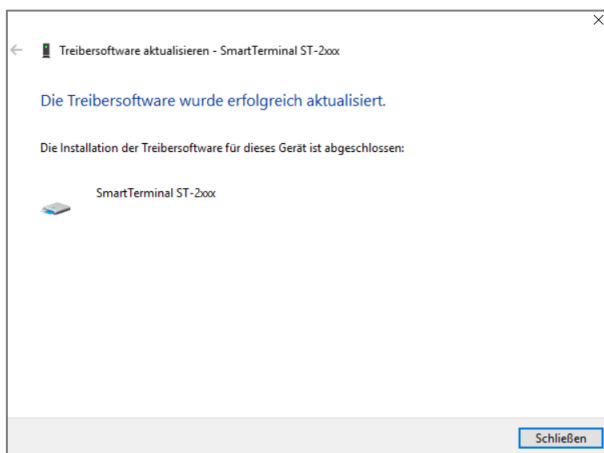 Treibersoftware aktualisieren - SmartTerminal ST-2xxx
Die Treibersoftware wurde erfolgreich aktualisiert.
Die Installation der Treibersoftware für dieses Gerät ist abgeschlossen:
SmartTerminal ST-2xxx
Schließen